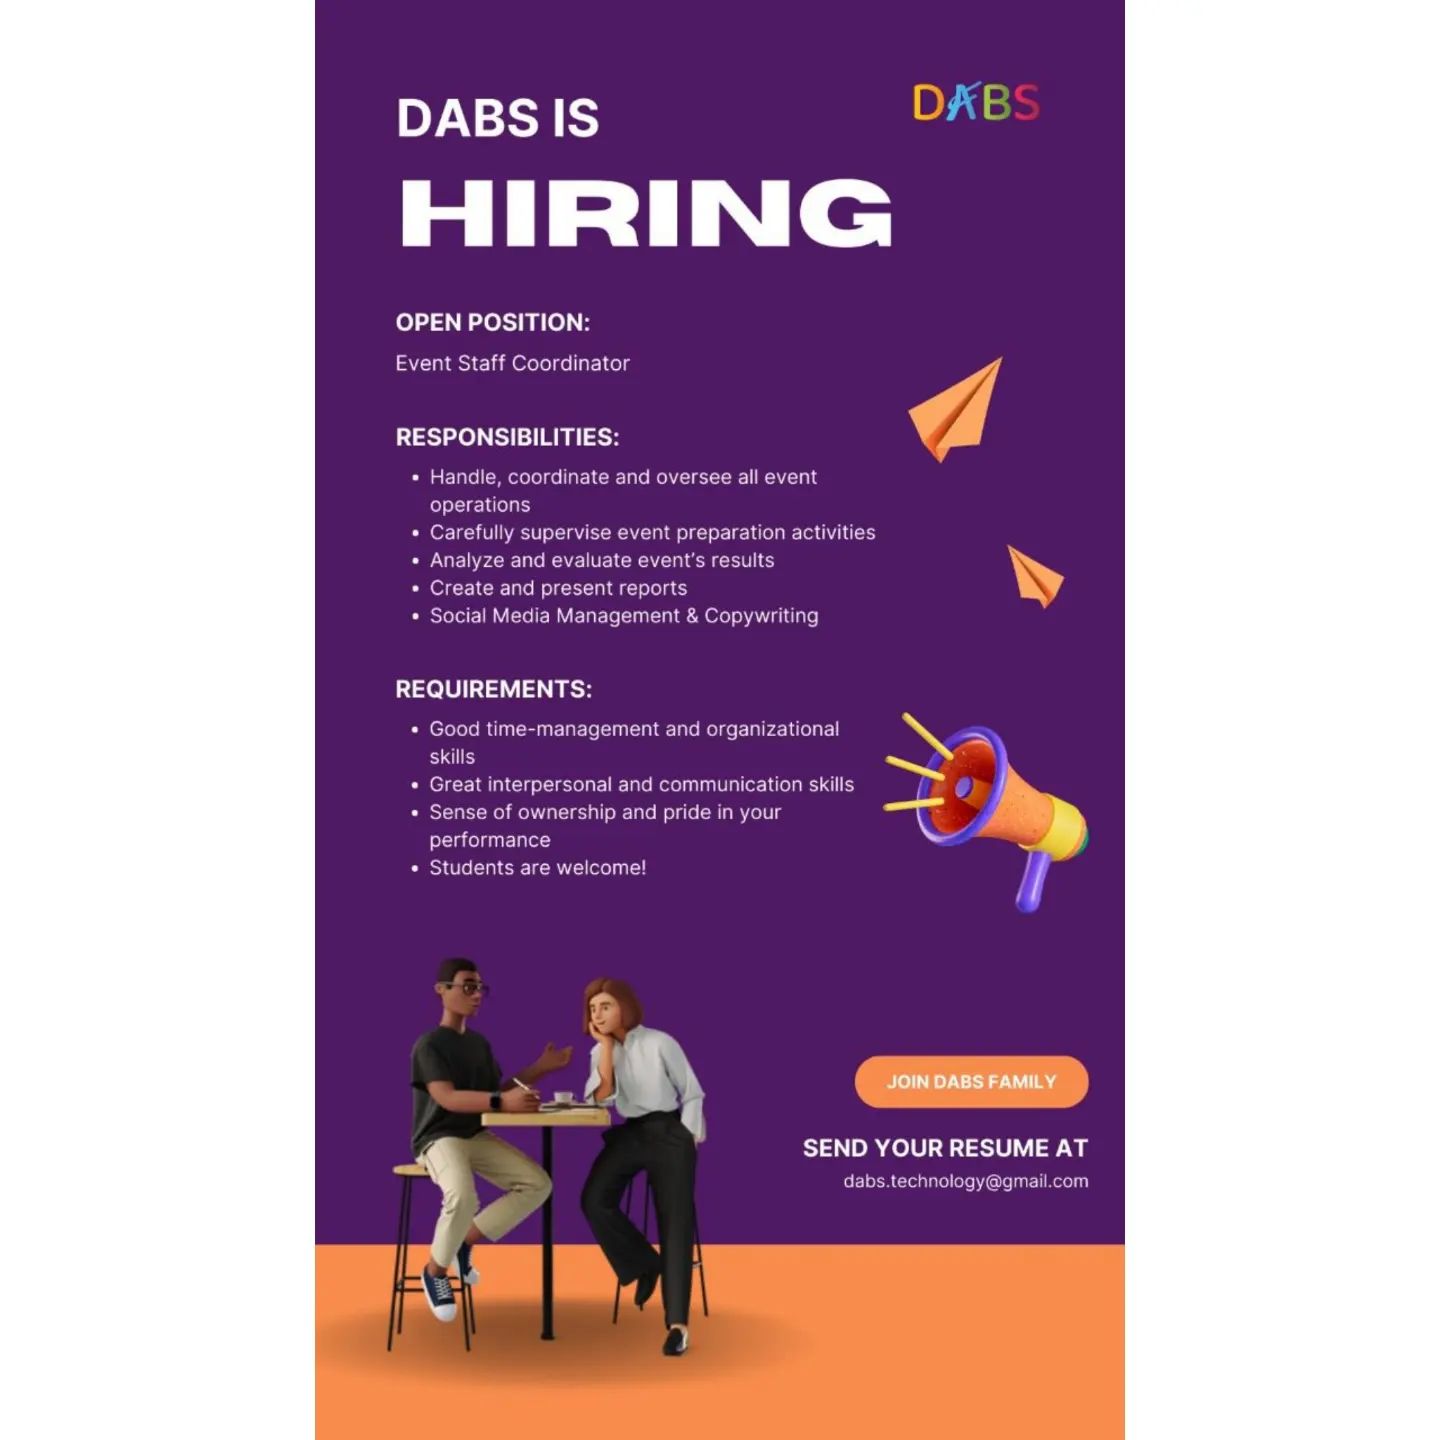 DABS IS
DABS
HIRING
OPEN POSITION:
Event Staff Coordinator
RESPONSIBILITIES:
• Handle, coordinate and oversee all event
operations
• Carefully supervise event preparation activities
• Analyze and evaluate event’s results
• Create and present reports
• Social Media Management & Copywriting
REQUIREMENTS:
• Good time-management and organizational
skills
• Great interpersonal and communication skills
• Sense of ownership and pride in your
performance
• Students are welcome!
JOIN DABS FAMILY
SEND YOUR RESUME AT
dabs.technology@gmail.com